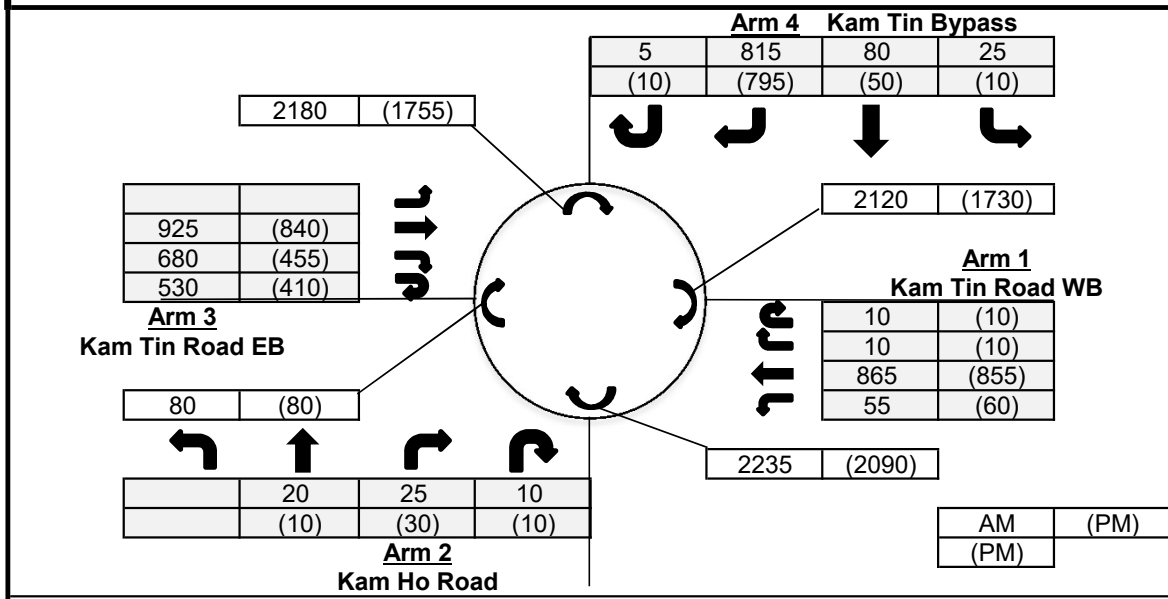 Arm 4 Kam Tin Bypass
5 815 80 25
(10) (795) (50) (10)
2180 (1755)
2120 (1730)
925 (840)
680 (455)
530 (410)
Arm 3
Kam Tin Road EB
Arm 1
Kam Tin Road WB
10 (10)
10 (10)
865 (855)
55 (60)
80 (80)
2235 (2090)
20 25 10
(10) (30) (10)
Arm 2
Kam Ho Road
AM (PM)
(PM)